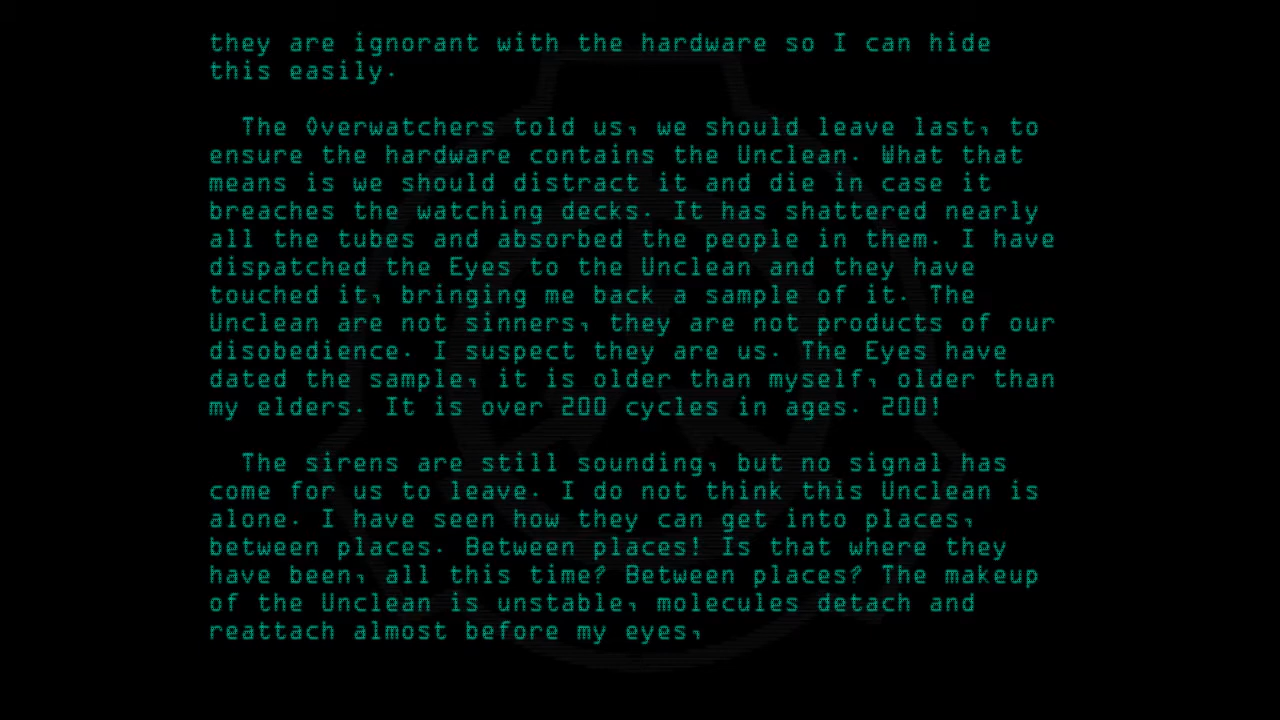 they are ignorant with the hardware so I can hide
this easily.
The Overwatchers told us, we should leave last, to
ensure the hardware contains the Unclean. What that
means is we should distract it and die in case it
breaches the watching decks. It has shattered nearly
all the tubes and absorbed the people in them. I have
dispatched the Eyes to the Unclean and they have
touched it, bringing me back a sample of it. The
Unclean are not sinners, they are not products of our
disobedience. I suspect they are us. The Eyes have
dated the sample, it is older than myself, older than
my elders. It is over 200 cycles in ages. 200!
The sirens are still sounding, but no signal has
come for us to leave. I do not think this Unclean is
alone. I have seen how they can get into places,
between places. Between places! Is that where they
have been, all this time? Between places? The makeup
of the Unclean is unstable, molecules detach and
reattach almost before my eyes,